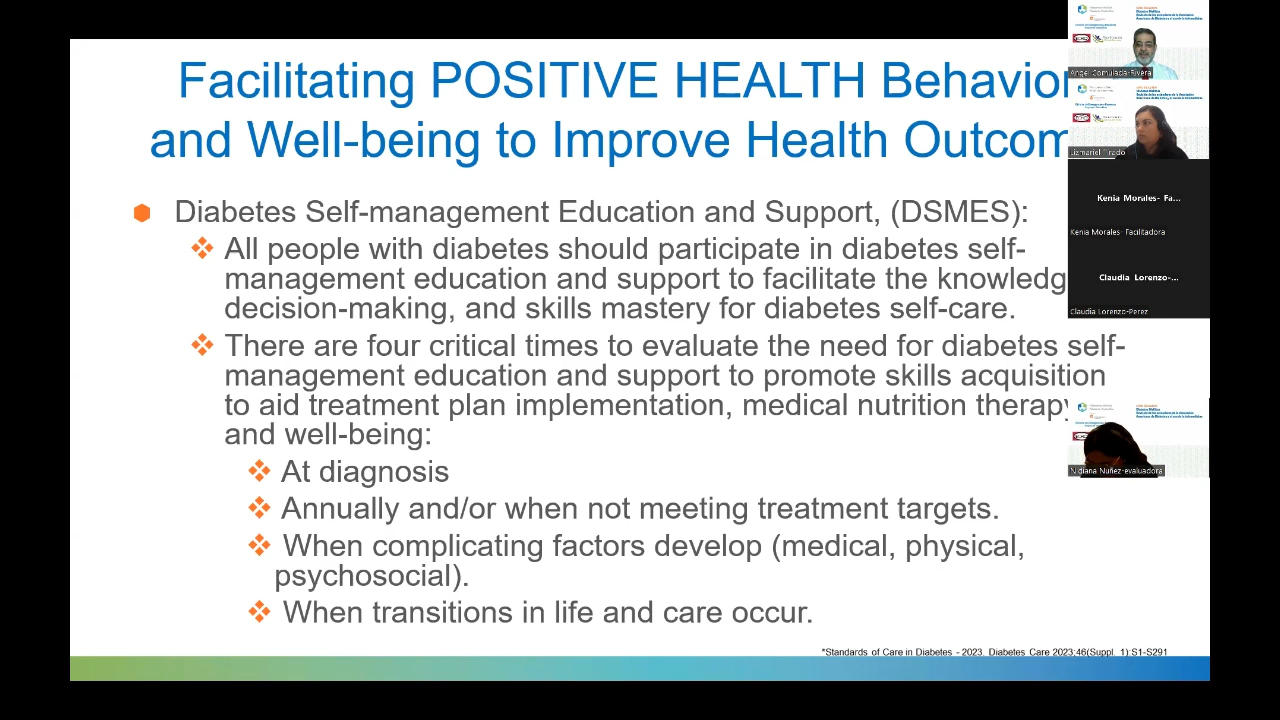 Facilitating POSITIVE HEALTH Behavior
and Well-being to Improve Health Outcom
Diabetes Self-management Education and Support, (DSMES):
All people with diabetes should participate in diabetes self-
management education and support to facilitate the knowledg
decision-making, and skills mastery for diabetes self-care.
There are four critical times to evaluate the need for diabetes self-
management education and support to promote skills acquisition
to aid treatment plan implementation, medical nutrition therapy
and well-being:
At diagnosis
Annually and/or when not meeting treatment targets.
When complicating factors develop (medical, physical,
psychosocial).
When transitions in life and care occur.
*Standards of Care in Diabetes - 2023. Diabetes Care 2023;46(Suppl. 1):S1-S291
Angel Comulada-Rivera
Lizmariel Tirado
Kenia Morales- Fa...
Kenia Morales- Facilitadora
Claudia Lorenzo-...
Claudia Lorenzo-Perez
Nidiana Nuñez-evaluadora